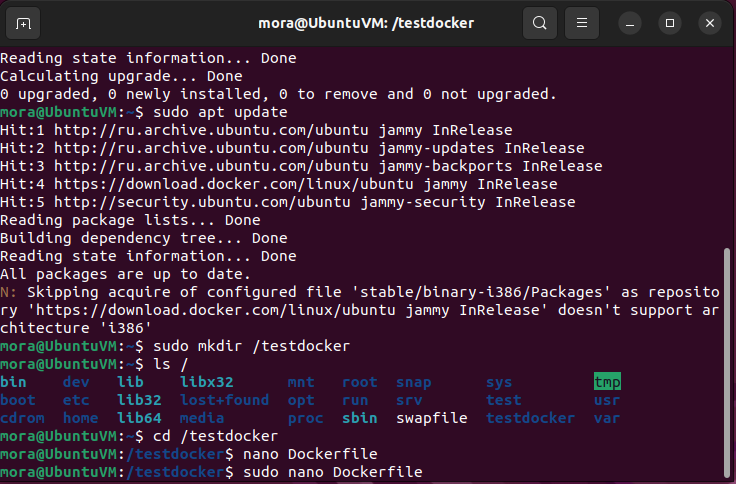 mora@UbuntuVM: /testdocker
Reading state information... Done
Calculating upgrade... Done
0 upgraded, 0 newly installed, 0 to remove and 0 not upgraded.
mora@UbuntuVM:~$ sudo apt update
Hit:1 http://ru.archive.ubuntu.com/ubuntu jammy InRelease
Hit:2 http://ru.archive.ubuntu.com/ubuntu jammy-updates InRelease
Hit:3 http://ru.archive.ubuntu.com/ubuntu jammy-backports InRelease
Hit:4 https://download.docker.com/linux/ubuntu jammy InRelease
Hit:5 http://security.ubuntu.com/ubuntu jammy-security InRelease
Reading package lists... Done
Building dependency tree... Done
Reading state information... Done
All packages are up to date.
N: Skipping acquire of configured file 'stable/binary-i386/Packages' as reposito
ry 'https://download.docker.com/linux/ubuntu jammy InRelease' doesn't support ar
chitecture 'i386'
mora@UbuntuVM:~$ sudo mkdir /testdocker
mora@UbuntuVM:~$ ls /
bin dev lib libx32 mnt root snap sys tmp
boot etc lib32 lost+found opt run srv test usr
cdrom home lib64 media proc sbin swapfile testdocker var
mora@UbuntuVM:~$ cd /testdocker
mora@UbuntuVM:/testdocker$ nano Dockerfile
mora@UbuntuVM:/testdocker$ sudo nano Dockerfile